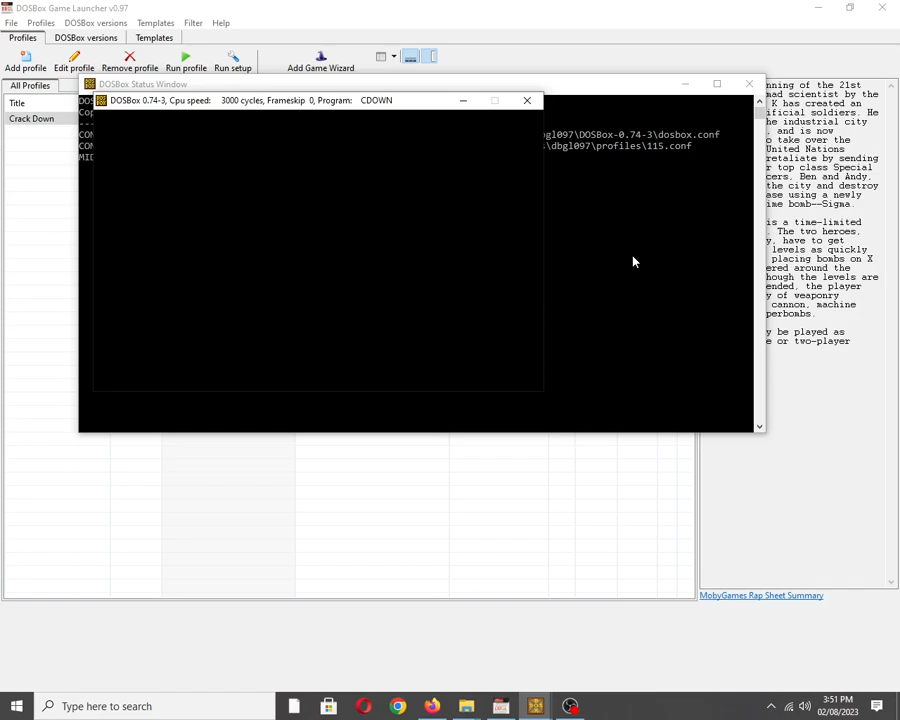 DOSBox Game Launcher v0.97
File Profiles DOSBox versions Templates Filter Help
Profiles DOSBox versions Templates
Add profile Edit profile Remove profile Run profile Run setup Add Game Wizard
All Profiles
Title
Crack Down
DOSBox Status Window
DOSBox 0.74-3, Cpu speed: 3000 cycles, Frameskip 0, Program: CDOWN
DOS
Cop
---
CON
bgl097\DOSBox-0.74-3\dosbox.conf
CON
s\dbgl097\profiles\115.conf
MID
nning of the 21st
mad scientist by the
K has created an
ificial soldiers. He
he industrial city
, and is now
o take over the
United Nations
retaliate by sending
r top class Special
cers, Ben and Andy,
the city and destroy
ase using a newly
ime bomb--Sigma.
is a time-limited
. The two heroes,
y, have to get
levels as quickly
placing bombs on X
ered around the
hough the levels are
ended, the player
y of weaponry
cannon, machine
perbombs.
y be played as
e or two-player
MobyGames Rap Sheet Summary
Type here to search
3:51 PM
02/08/2023